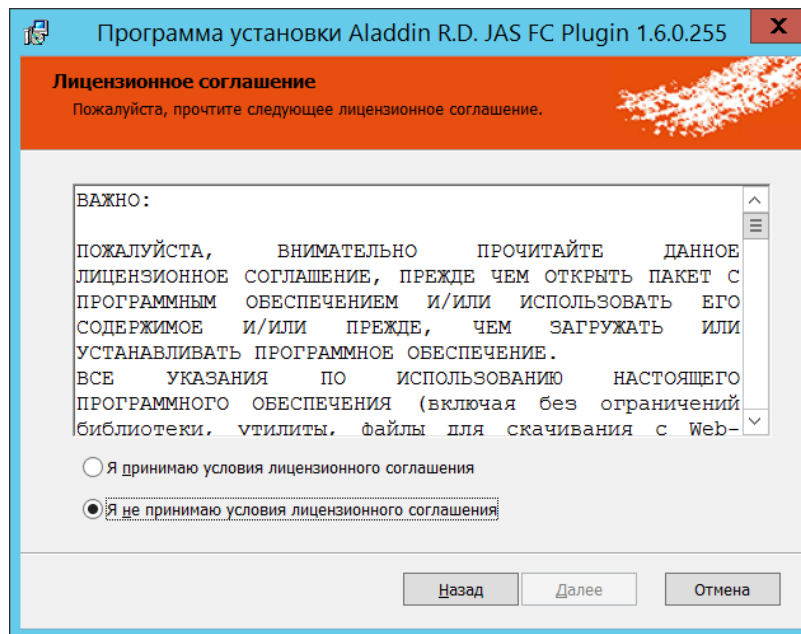 Программа установки Aladdin R.D. JAS FC Plugin 1.6.0.255
x
Лицензионное соглашение
Пожалуйста, прочтите следующее лицензионное соглашение.
ВАЖНО:
ПОЖАЛУЙСТА, ВНИМАТЕЛЬНО ПРОЧИТАЙТЕ ДАННОЕ
ЛИЦЕНЗИОННОЕ СОГЛАШЕНИЕ, ПРЕЖДЕ ЧЕМ ОТКРЫТЬ ПАКЕТ С
ПРОГРАММНЫМ ОБЕСПЕЧЕНИЕМ И/ИЛИ ИСПОЛЬЗОВАТЬ ЕГО
СОДЕРЖИМОЕ И/ИЛИ ПРЕЖДЕ, ЧЕМ ЗАГРУЖАТЬ ИЛИ
УСТАНАВЛИВАТЬ ПРОГРАММНОЕ ОБЕСПЕЧЕНИЕ.
ВСЕ УКАЗАНИЯ ПО ИСПОЛЬЗОВАНИЮ НАСТОЯЩЕГО
ПРОГРАММНОГО ОБЕСПЕЧЕНИЯ (включая без ограничений
библиотеки, утилиты, файлы для скачивания с Web-
Я принимаю условия лицензионного соглашения
Я не принимаю условия лицензионного соглашения
Назад
Далее
Отмена